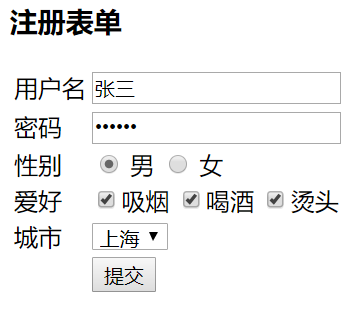 注册表单
用户名 张三
密码 ••••••
性别 男 女
爱好 吸烟 喝酒 烫头
城市 上海
提交